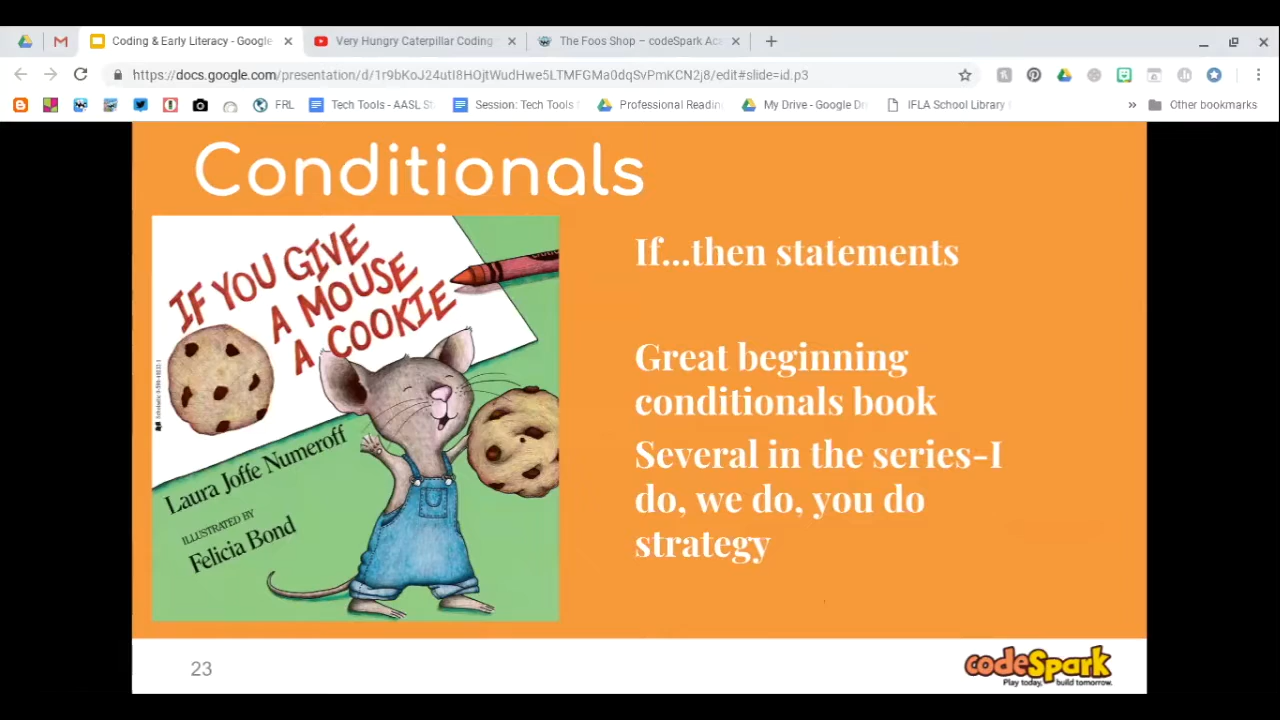 Coding & Early Literacy - Google
Very Hungry Caterpillar Coding
The Foos Shop – codeSpark Aca
https://docs.google.com/presentation/d/1r9bKoJ24utI8HOjtWudHwe5LTMFGMa0dqSvPmKCN2j8/edit#slide=id.p3
FRL
Tech Tools - AASL St
Session: Tech Tools f
Professional Readin
My Drive - Google Dr
IFLA School Library
Other bookmarks
Conditionals
IF YOU GIVE
A MOUSE
A COOKIE
Laura Joffe Numeroff
ILLUSTRATED BY
Felicia Bond
If...then statements
Great beginning
conditionals book
Several in the series-I
do, we do, you do
strategy
23
codeSpark
Play today, build tomorrow.